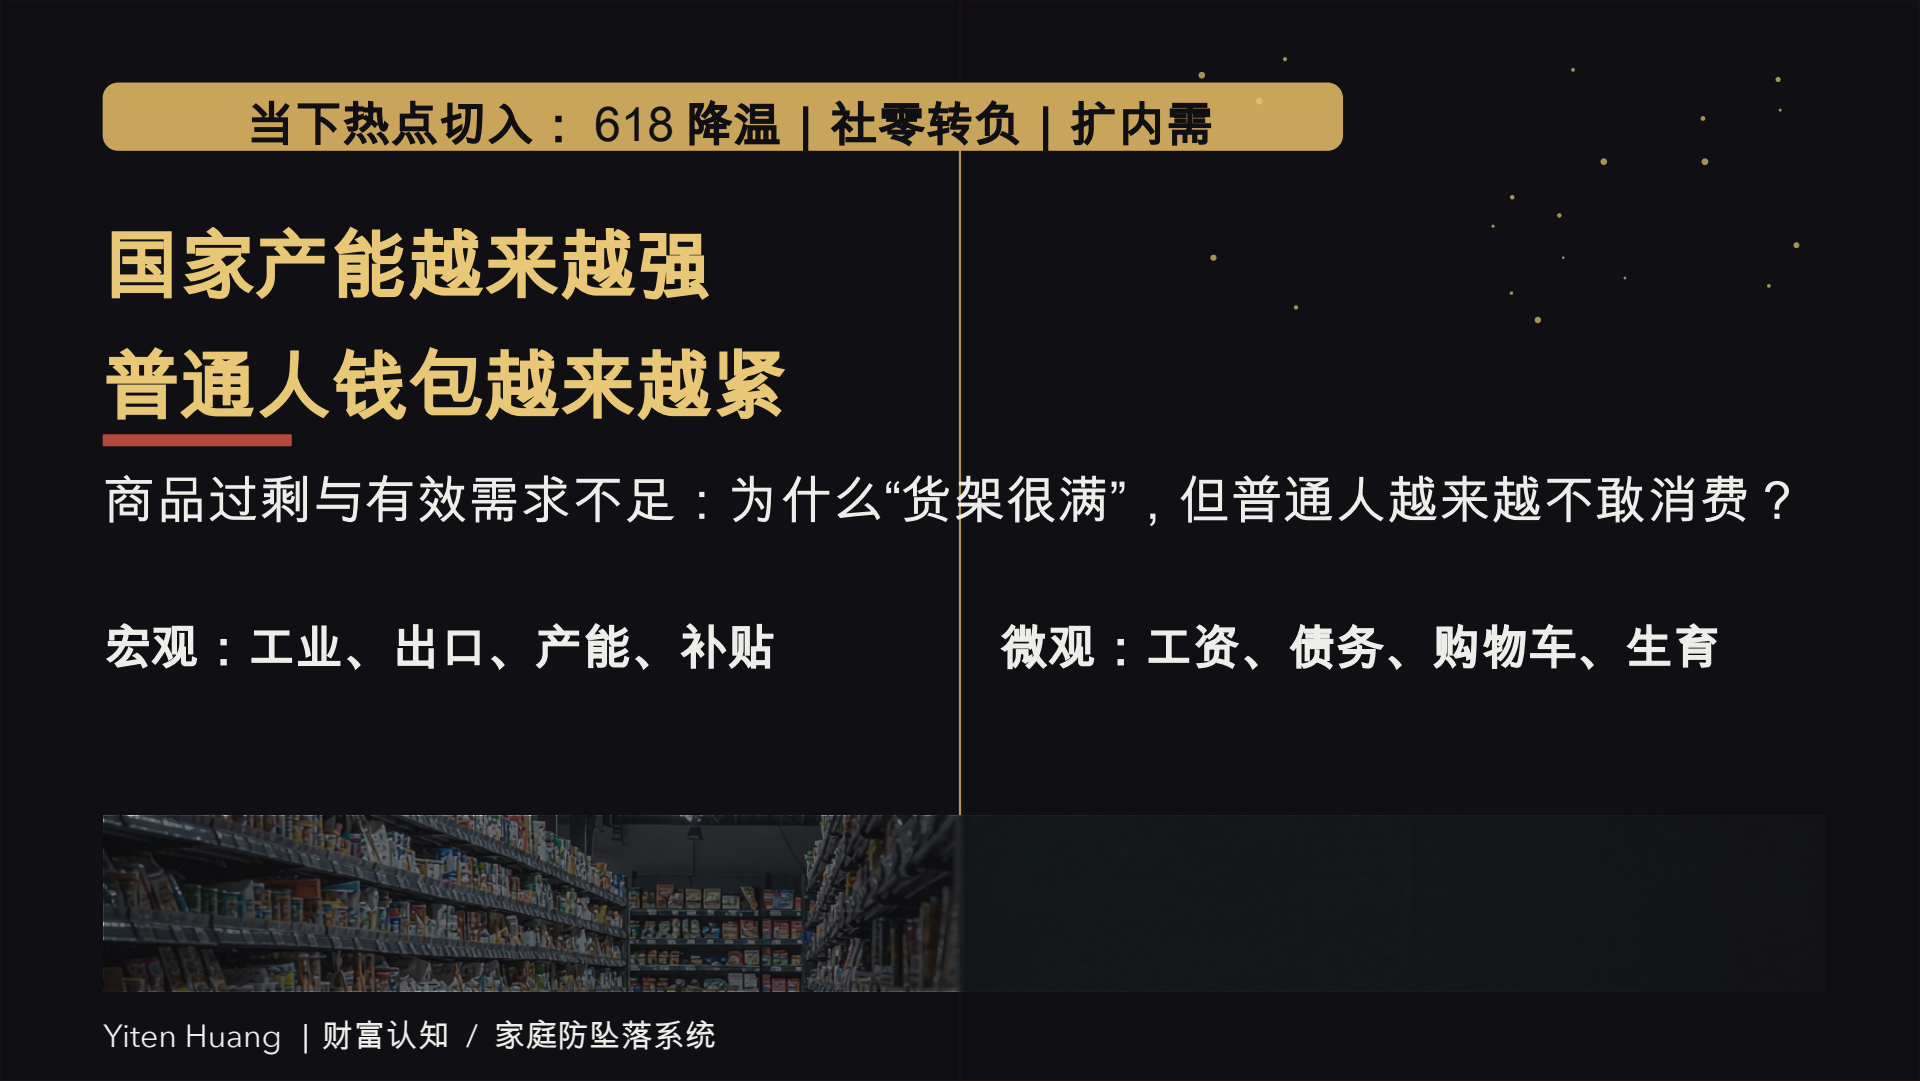 当下热点切入：618 降温 | 社零转负 | 扩内需
国家产能越来越强
普通人钱包越来越紧
商品过剩与有效需求不足：为什么“货架很满”，但普通人越来越不敢消费？
宏观：工业、出口、产能、补贴
微观：工资、债务、购物车、生育
Yiten Huang | 财富认知 / 家庭防坠落系统